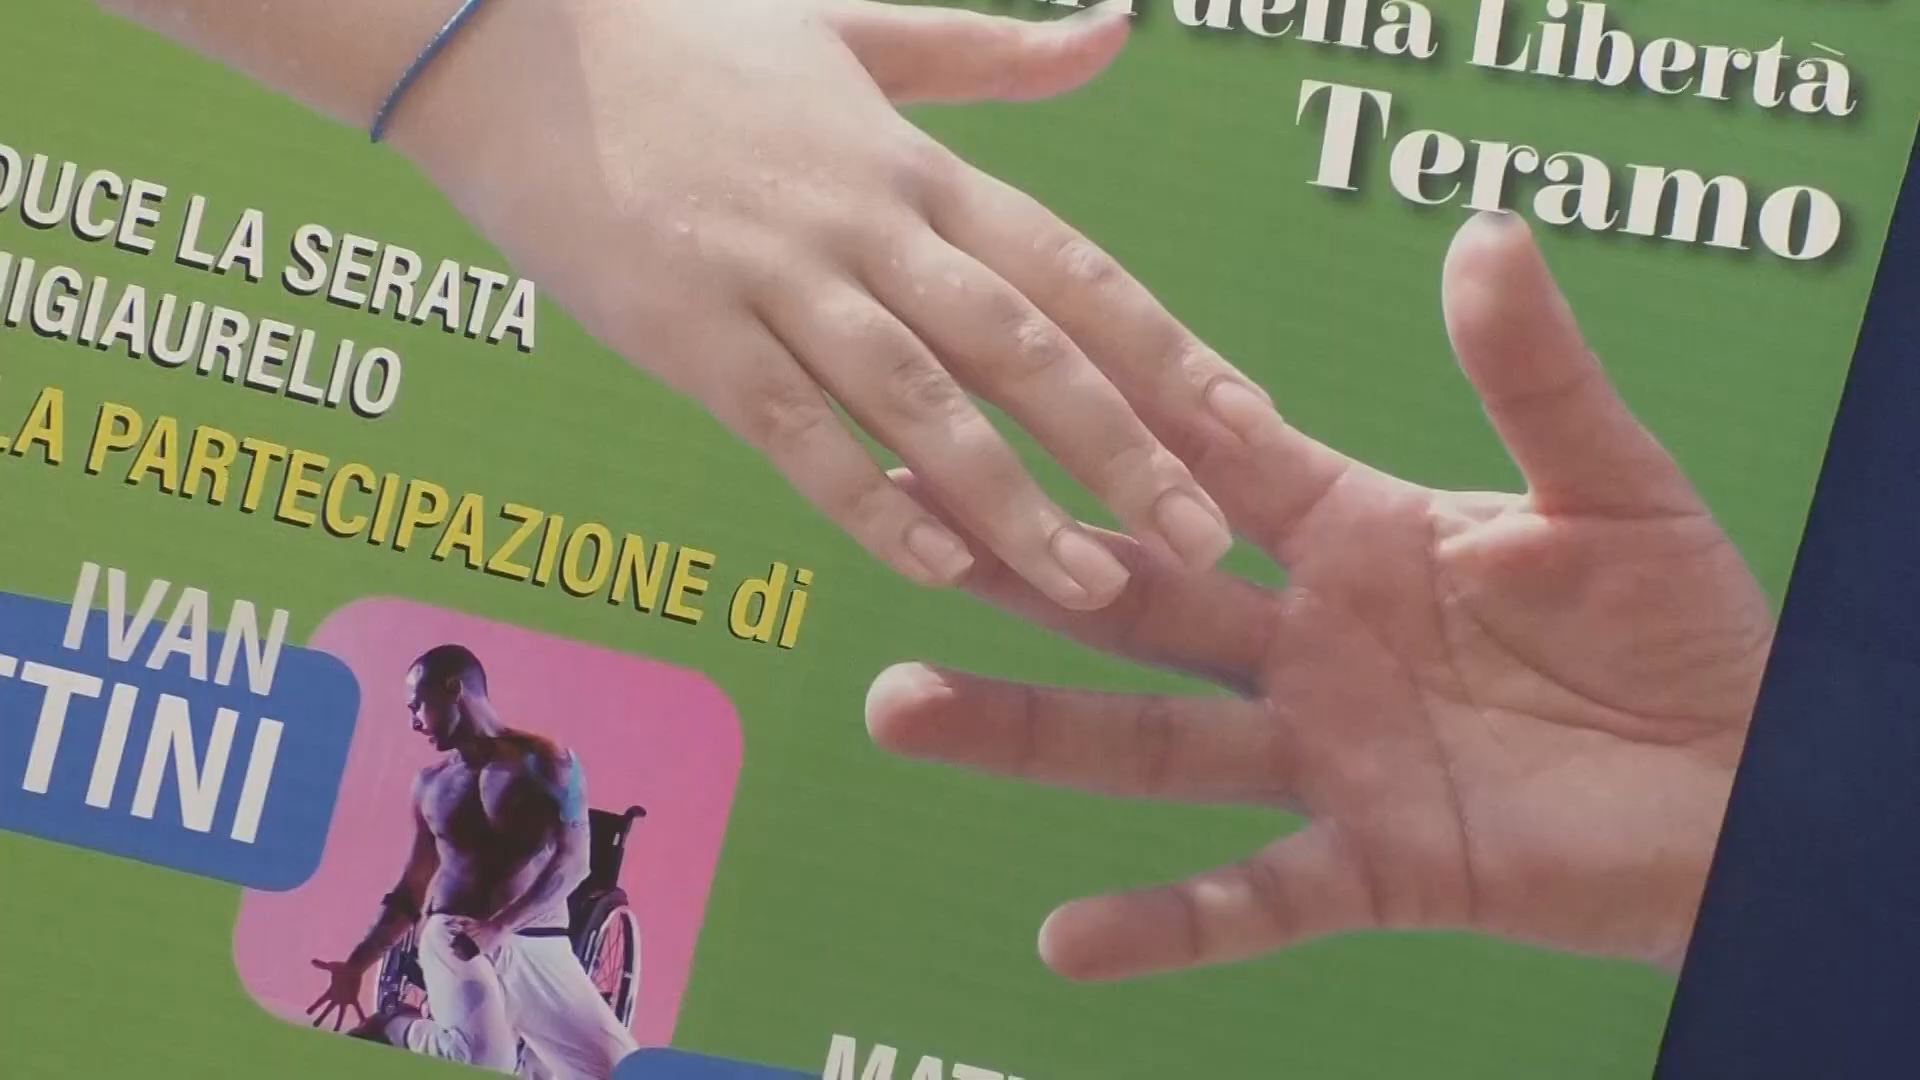 della Libertà
Teramo
DUCE LA SERATA
IGIAURELIO
LA PARTECIPAZIONE di
IVAN
TTINI